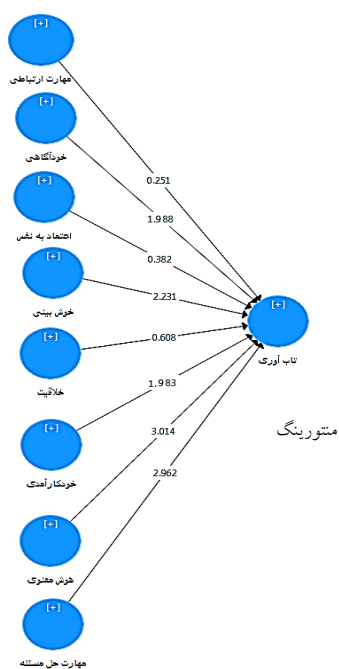 [+]
مهارت ارتباطی
[+]
خودآگاهی
[+]
اعتماد به نفس
[+]
خوش بینی
[+]
خلاقیت
[+]
خودکارآمدی
[+]
هوش معنوی
[+]
مهارت حل مسئله
0.251
1.988
0.382
2.231
0.608
1.983
3.014
2.962
[+]
تاب آوری
منتورینگ